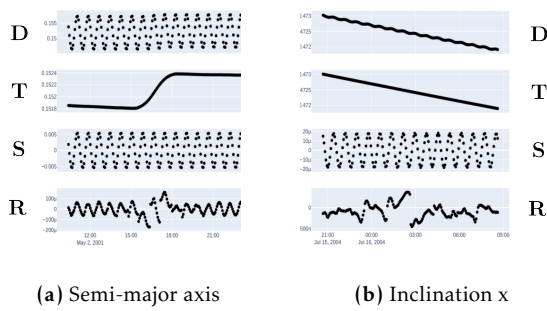 D
0.155
0.15
T
0.1524
0.1522
0.152
0.1518
S
0.005
0
−0.005
R
100μ
0
−100μ
−200μ
12:00 15:00 18:00 21:00
May 2, 2001
1.473
1.4725
1.472
D
1.473
1.4725
1.472
T
20μ
10μ
0
−10μ
−20μ
S
0
500n
R
21:00 00:00 03:00 06:00 09:00
Jul 15, 2004 Jul 16, 2004
(a) Semi-major axis
(b) Inclination x